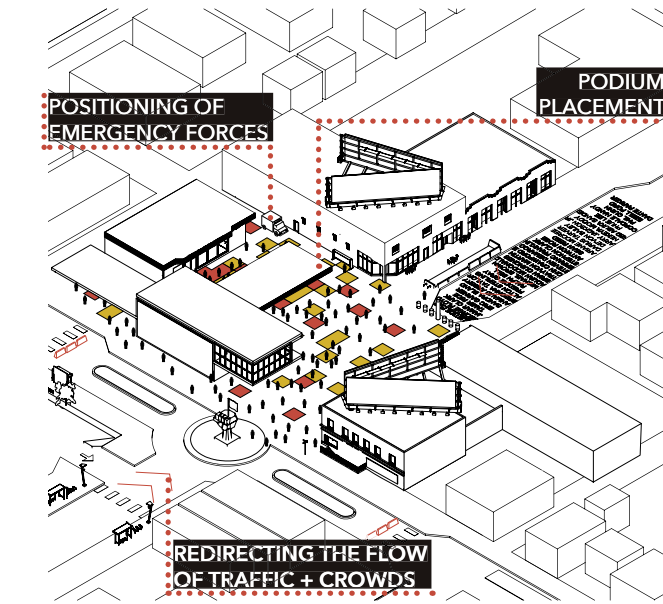 POSITIONING OF
EMERGENCY FORCES
PODIUM
PLACEMENT
REDIRECTING THE FLOW
OF TRAFFIC + CROWDS